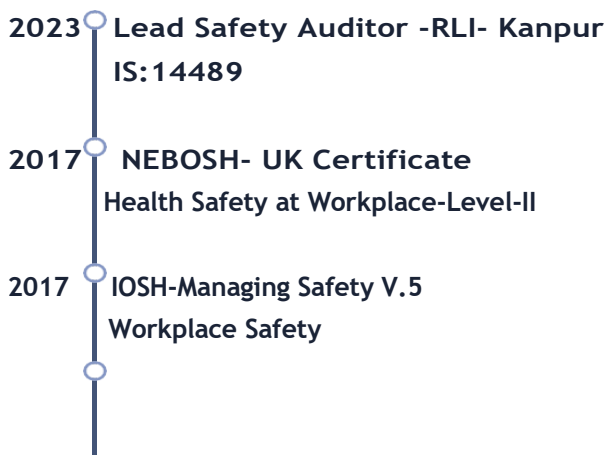 2023 Lead Safety Auditor -RLI- Kanpur
IS:14489
2017 NEBOSH- UK Certificate
Health Safety at Workplace-Level-II
2017 IOSH-Managing Safety V.5
Workplace Safety